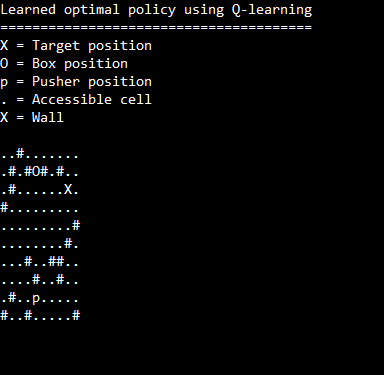 Learned optimal policy using Q-learning
=======================================
X = Target position
O = Box position
p = Pusher position
. = Accessible cell
X = Wall
..#.......
.#.#O#.#..
.#......X.
#.........
.........#
........#.
...#..##..
....#..#..
.#..p.....
#..#.....#